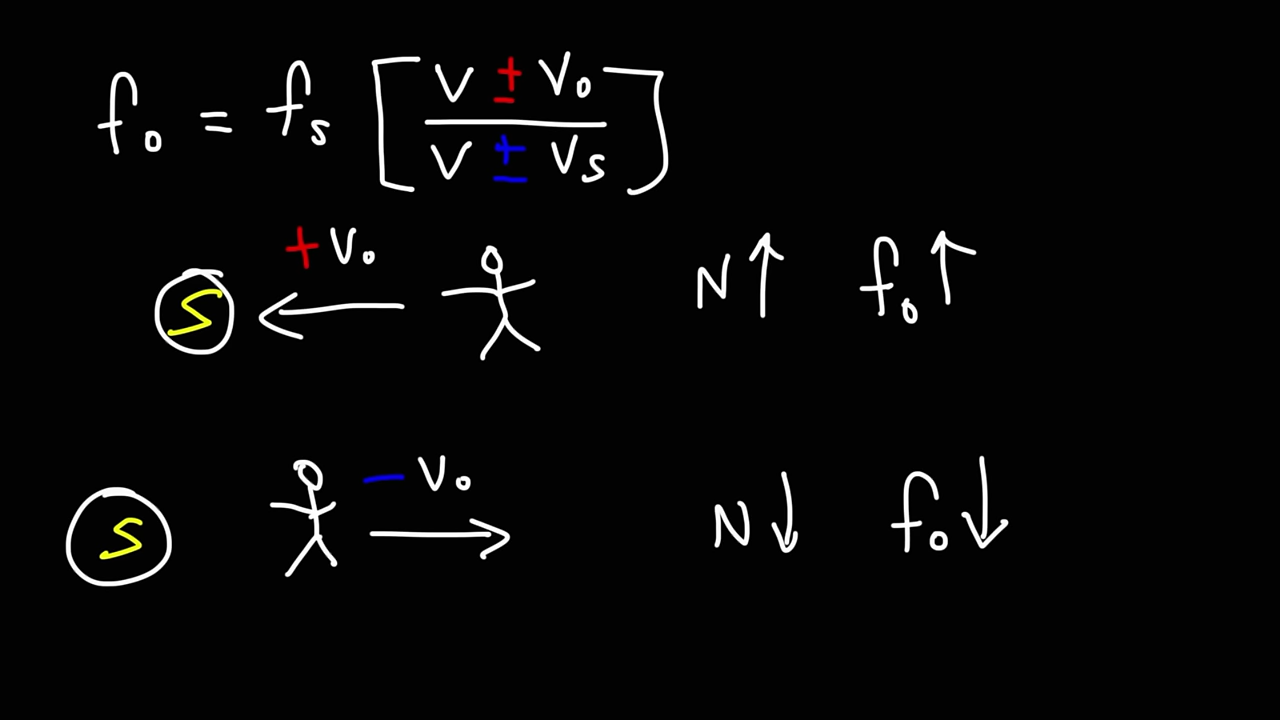 f₀ = fₛ [ (V ± V₀) / (V ± Vₛ) ]
+ V₀
S N↑ f₀↑
− V₀
S N↓ f₀↓